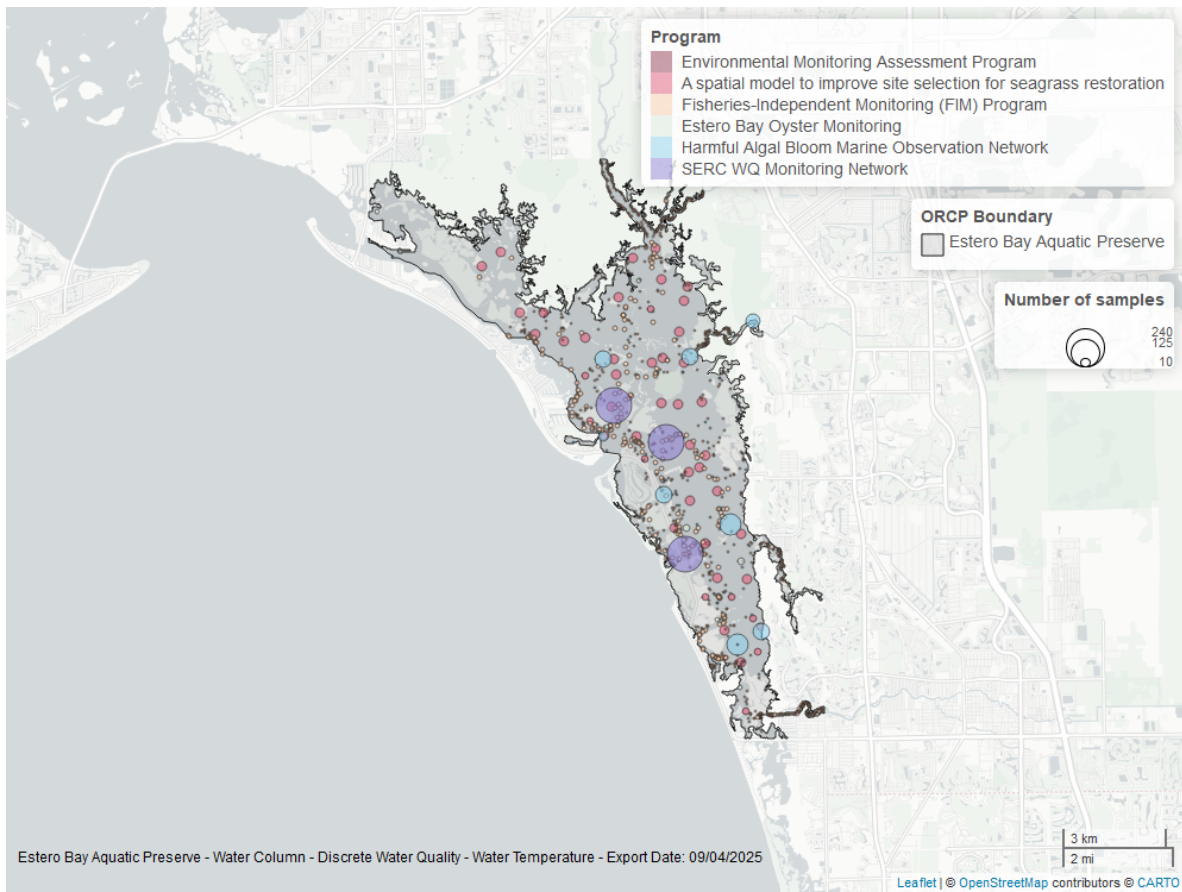 Program
Environmental Monitoring Assessment Program
A spatial model to improve site selection for seagrass restoration
Fisheries-Independent Monitoring (FIM) Program
Estero Bay Oyster Monitoring
Harmful Algal Bloom Marine Observation Network
SERC WQ Monitoring Network
ORCP Boundary
Estero Bay Aquatic Preserve
Number of samples
240
125
10
3 km
2 mi
Estero Bay Aquatic Preserve - Water Column - Discrete Water Quality - Water Temperature - Export Date: 09/04/2025
Leaflet | © OpenStreetMap contributors © CARTO